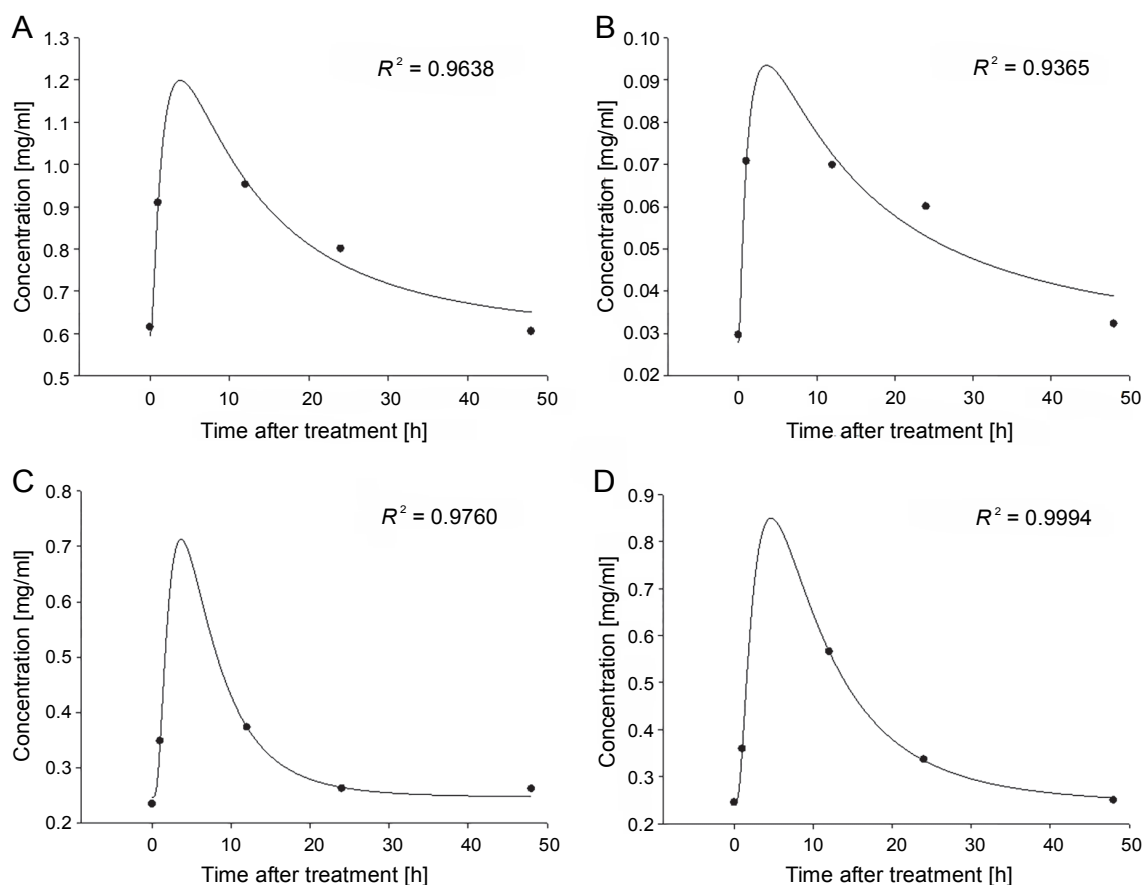 A
1.3
1.2
1.1
1.0
0.9
0.8
0.7
0.6
0.5
Concentration [mg/ml]
R² = 0.9638
0 10 20 30 40 50
Time after treatment [h]
B
0.10
0.09
0.08
0.07
0.06
0.05
0.04
0.03
0.02
Concentration [mg/ml]
R² = 0.9365
0 10 20 30 40 50
Time after treatment [h]
C
0.8
0.7
0.6
0.5
0.4
0.3
0.2
Concentration [mg/ml]
R² = 0.9760
0 10 20 30 40 50
Time after treatment [h]
D
0.9
0.8
0.7
0.6
0.5
0.4
0.3
0.2
Concentration [mg/ml]
R² = 0.9994
0 10 20 30 40 50
Time after treatment [h]